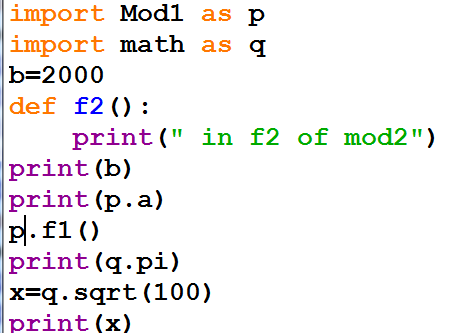 import Mod1 as p
import math as q
b=2000
def f2():
    print(" in f2 of mod2")
print(b)
print(p.a)
p.f1()
print(q.pi)
x=q.sqrt(100)
print(x)